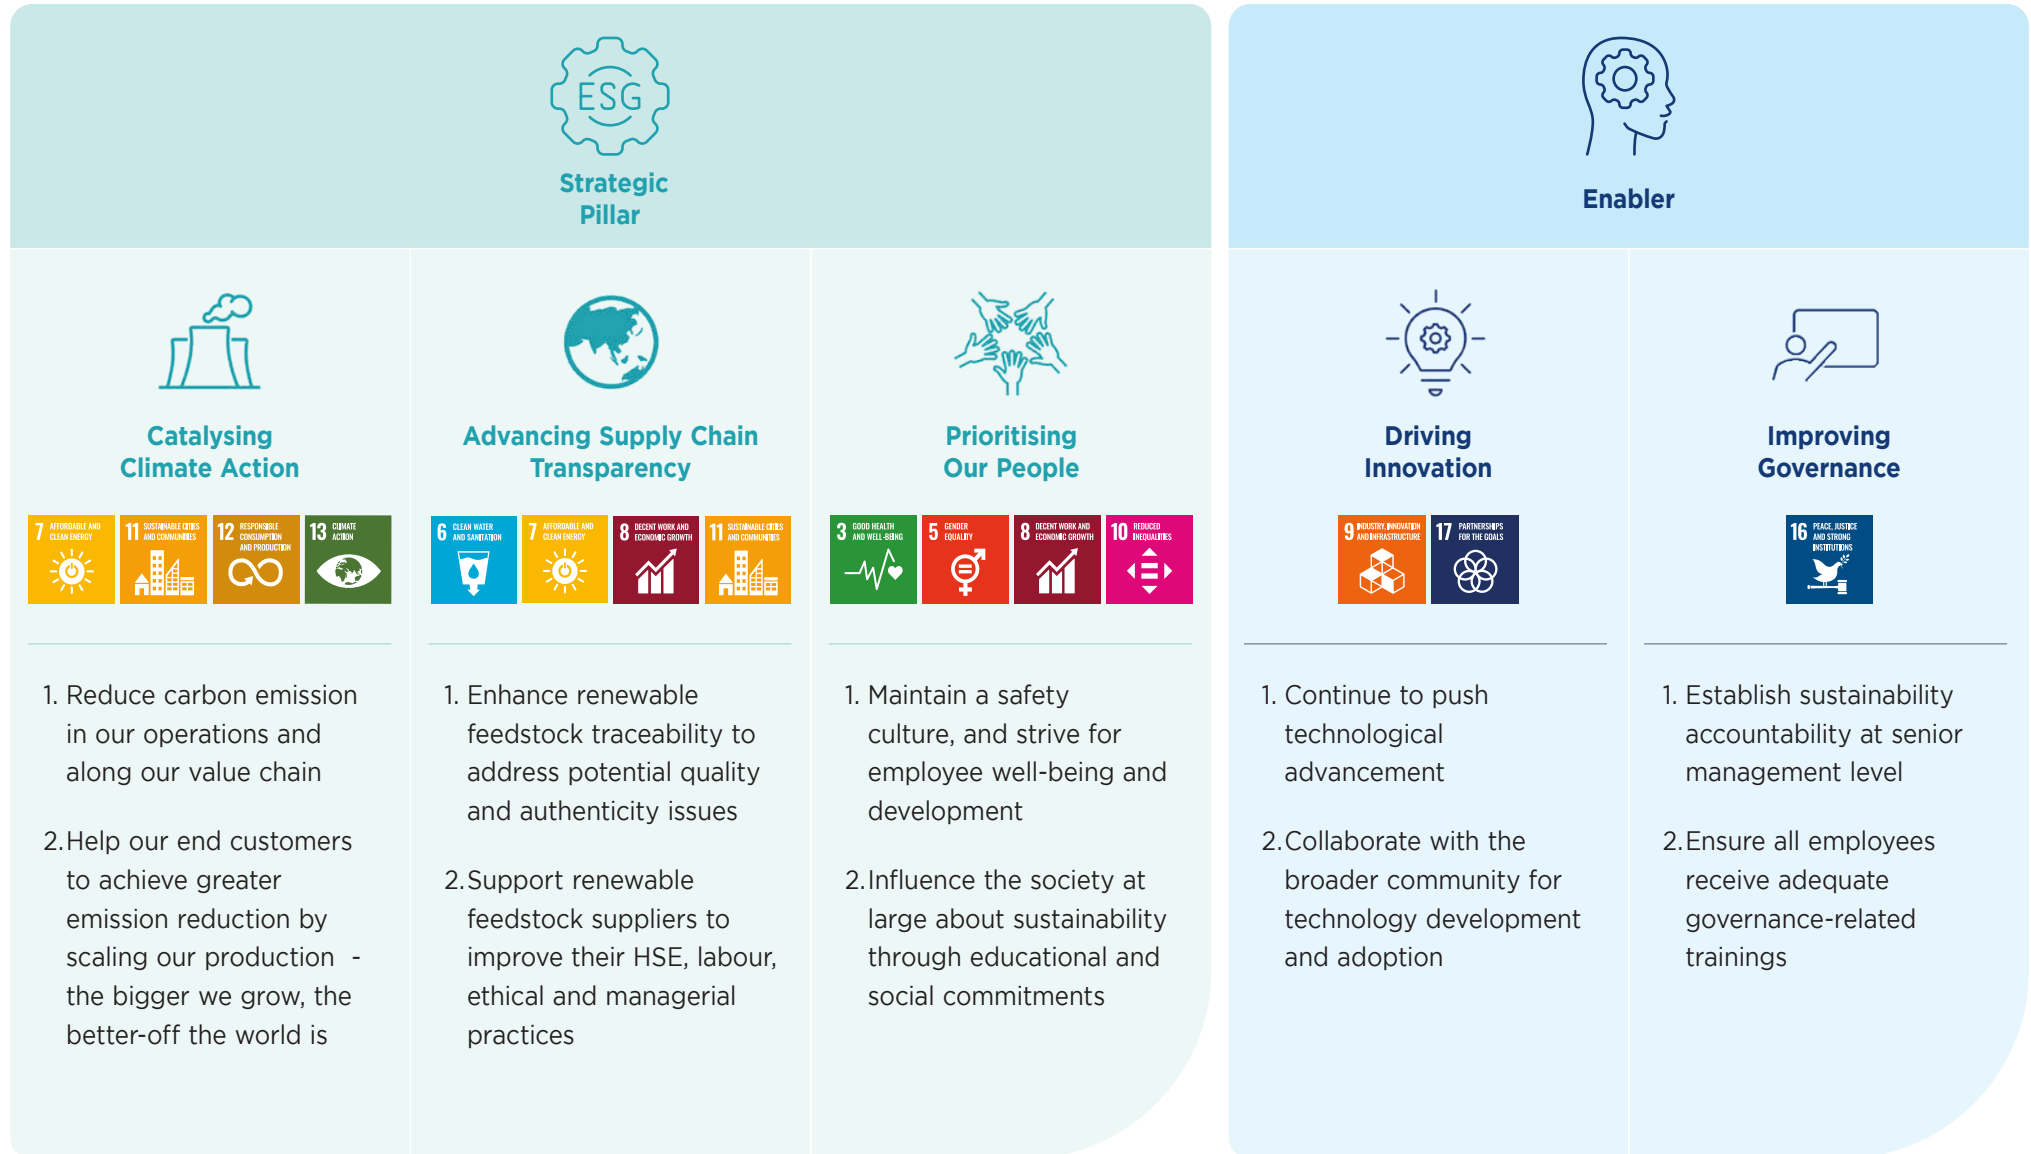 ESG
Strategic
Pillar
Enabler
Catalysing
Climate Action
7 AFFORDABLE AND
CLEAN ENERGY
11 SUSTAINABLE CITIES
AND COMMUNITIES
12 RESPONSIBLE
CONSUMPTION
AND PRODUCTION
13 CLIMATE
ACTION
1. Reduce carbon emission
in our operations and
along our value chain
2. Help our end customers
to achieve greater
emission reduction by
scaling our production -
the bigger we grow, the
better-off the world is
Advancing Supply Chain
Transparency
6 CLEAN WATER
AND SANITATION
7 AFFORDABLE AND
CLEAN ENERGY
8 DECENT WORK AND
ECONOMIC GROWTH
11 SUSTAINABLE CITIES
AND COMMUNITIES
1. Enhance renewable
feedstock traceability to
address potential quality
and authenticity issues
2. Support renewable
feedstock suppliers to
improve their HSE, labour,
ethical and managerial
practices
Prioritising
Our People
3 GOOD HEALTH
AND WELL-BEING
5 GENDER
EQUALITY
8 DECENT WORK AND
ECONOMIC GROWTH
10 REDUCED
INEQUALITIES
1. Maintain a safety
culture, and strive for
employee well-being and
development
2. Influence the society at
large about sustainability
through educational and
social commitments
Driving
Innovation
9 INDUSTRY, INNOVATION
AND INFRASTRUCTURE
17 PARTNERSHIPS
FOR THE GOALS
1. Continue to push
technological
advancement
2. Collaborate with the
broader community for
technology development
and adoption
Improving
Governance
16 PEACE, JUSTICE
AND STRONG
INSTITUTIONS
1. Establish sustainability
accountability at senior
management level
2. Ensure all employees
receive adequate
governance-related
trainings